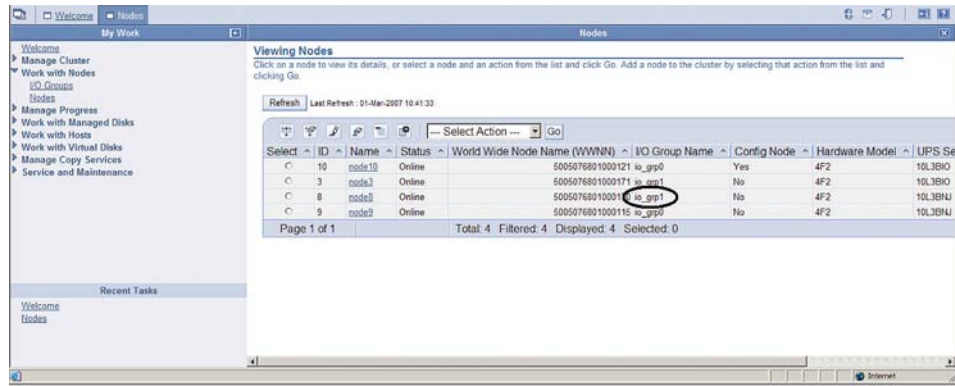 Welcome Nodes
My Work
Nodes
Welcome
Manage Cluster
Work with Nodes
I/O Groups
Nodes
Manage Progress
Work with Managed Disks
Work with Hosts
Work with Virtual Disks
Manage Copy Services
Service and Maintenance
Recent Tasks
Welcome
Nodes
Viewing Nodes
Click on a node to view its details, or select a node and an action from the list and click Go. Add a node to the cluster by selecting that action from the list and
clicking Go.
Refresh Last Refresh : 01-Mar-2007 10:41:33
--- Select Action --- Go
Select ID Name Status World Wide Node Name (WWNN) I/O Group Name Config Node Hardware Model UPS Se
10 node10 Online 5005076801000121 io_grp0 Yes 4F2 10L3BIO
3 node3 Online 5005076801000171 io_grp1 No 4F2 10L3BIO
8 node8 Online io_grp1 No 4F2 10L3BNJ
9 node9 Online 5005076801000115 io_grp0 No 4F2 10L3BNJ
Page 1 of 1 Total: 4 Filtered: 4 Displayed: 4 Selected: 0
Internet